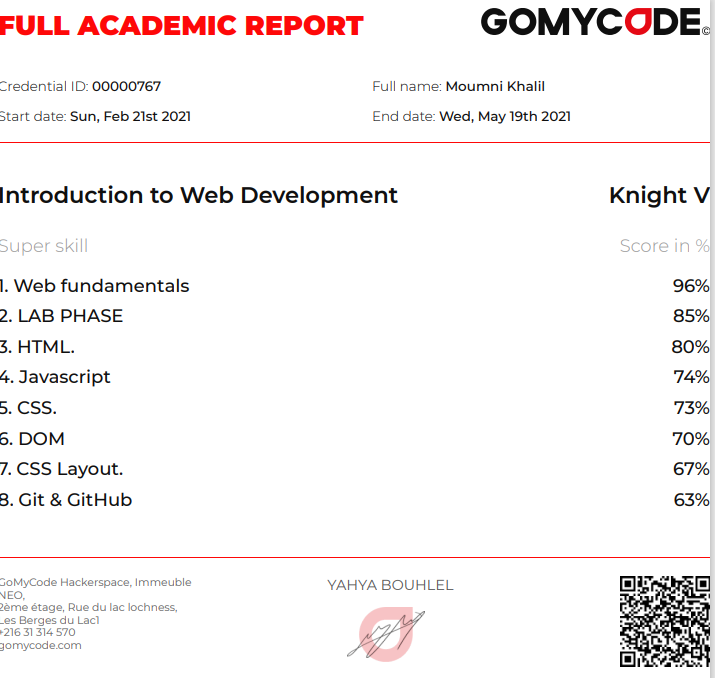 FULL ACADEMIC REPORT
GOMYCODE©
Credential ID: 00000767
Full name: Moumni Khalil
Start date: Sun, Feb 21st 2021
End date: Wed, May 19th 2021
Introduction to Web Development
Knight V
Super skill
Score in %
1. Web fundamentals 96%
2. LAB PHASE 85%
3. HTML. 80%
4. Javascript 74%
5. CSS. 73%
6. DOM 70%
7. CSS Layout. 67%
8. Git & GitHub 63%
GoMyCode Hackerspace, Immeuble
NEO,
2ème étage, Rue du lac lochness,
Les Berges du Lac1
+216 31 314 570
gomycode.com
YAHYA BOUHLEL